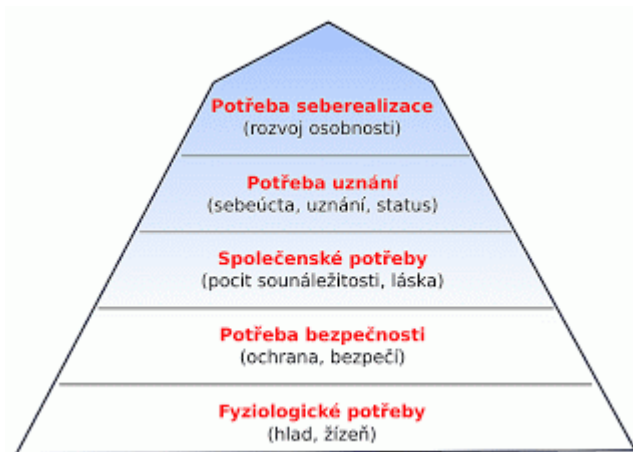 Potřeba seberealizace
(rozvoj osobnosti)
Potřeba uznání
(sebeúcta, uznání, status)
Společenské potřeby
(pocit sounáležitosti, láska)
Potřeba bezpečnosti
(ochrana, bezpečí)
Fyziologické potřeby
(hlad, žízeň)